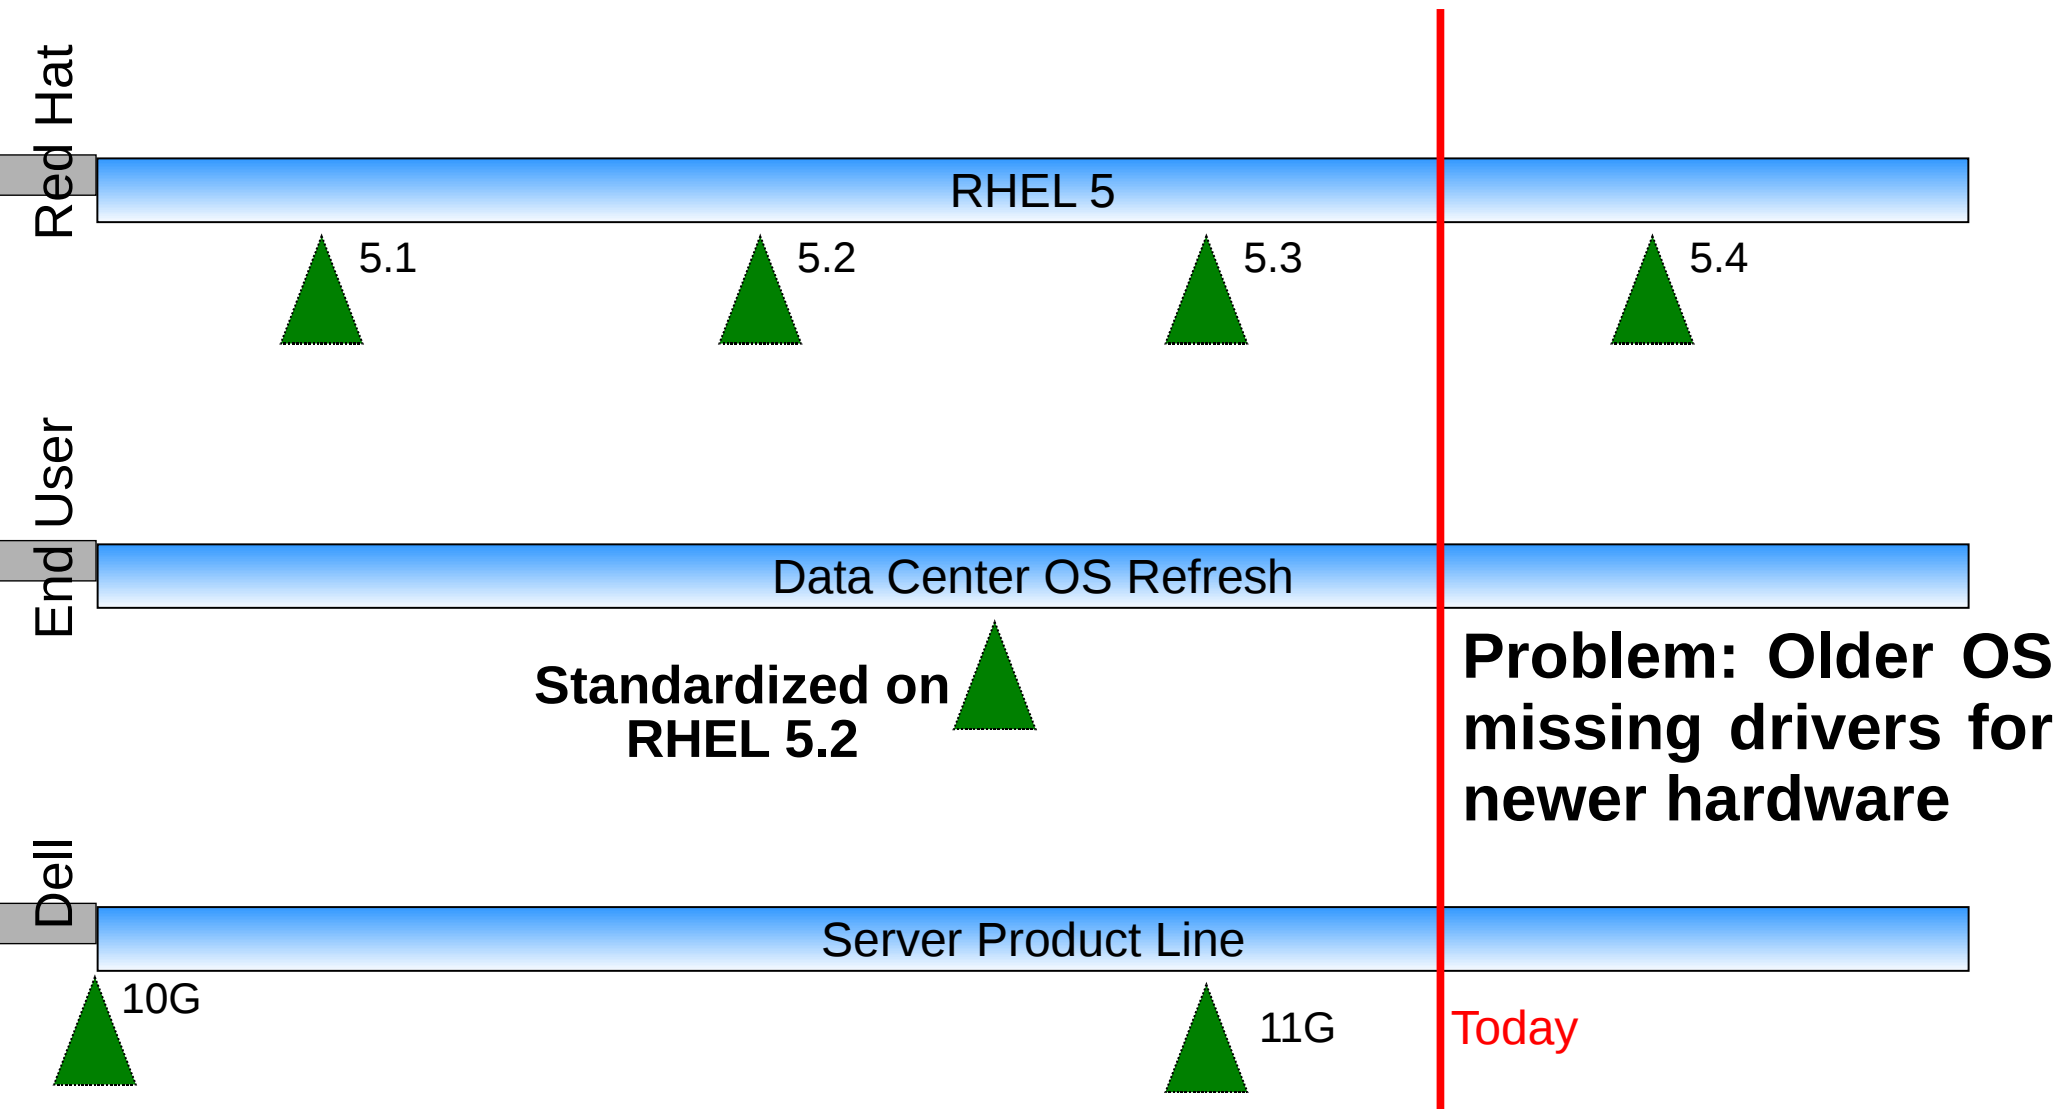 Red Hat
RHEL 5
5.1
5.2
5.3
5.4
End User
Data Center OS Refresh
Standardized on
RHEL 5.2
Problem: Older OS
missing drivers for
newer hardware
Dell
Server Product Line
10G
11G
Today